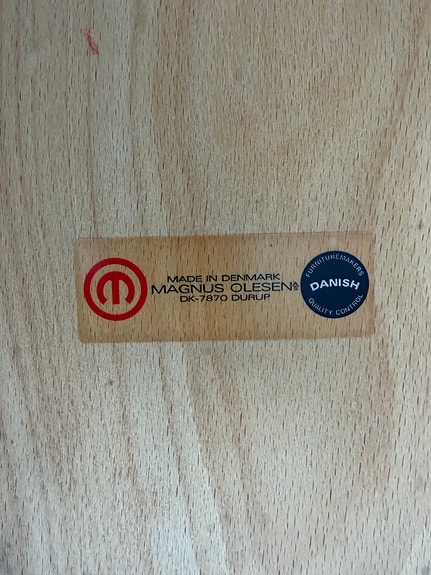 MADE IN DENMARK
MAGNUS OLESEN A/S
DK-7870 DURUP
FURNITUREMAKERS
DANISH
QUALITY CONTROL